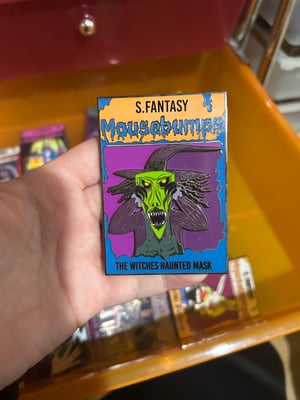 S.FANTASY
Mousebumps
THE WITCHES HAUNTED MASK